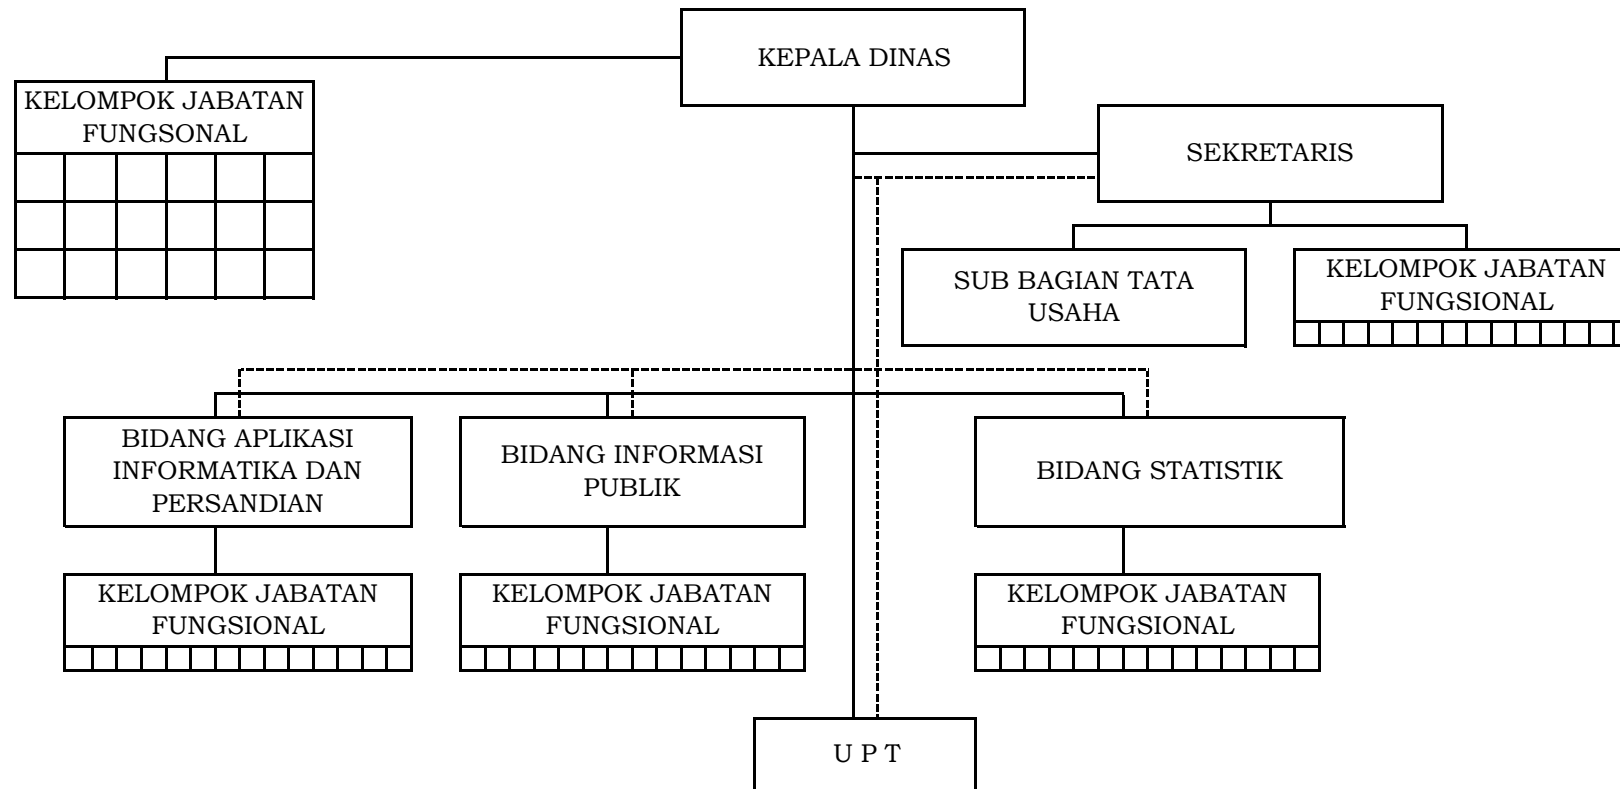 KEPALA DINAS
KELOMPOK JABATAN
FUNGSONAL
SEKRETARIS
SUB BAGIAN TATA
USAHA
KELOMPOK JABATAN
FUNGSIONAL
BIDANG APLIKASI
INFORMATIKA DAN
PERSANDIAN
BIDANG INFORMASI
PUBLIK
BIDANG STATISTIK
KELOMPOK JABATAN
FUNGSIONAL
KELOMPOK JABATAN
FUNGSIONAL
KELOMPOK JABATAN
FUNGSIONAL
U P T